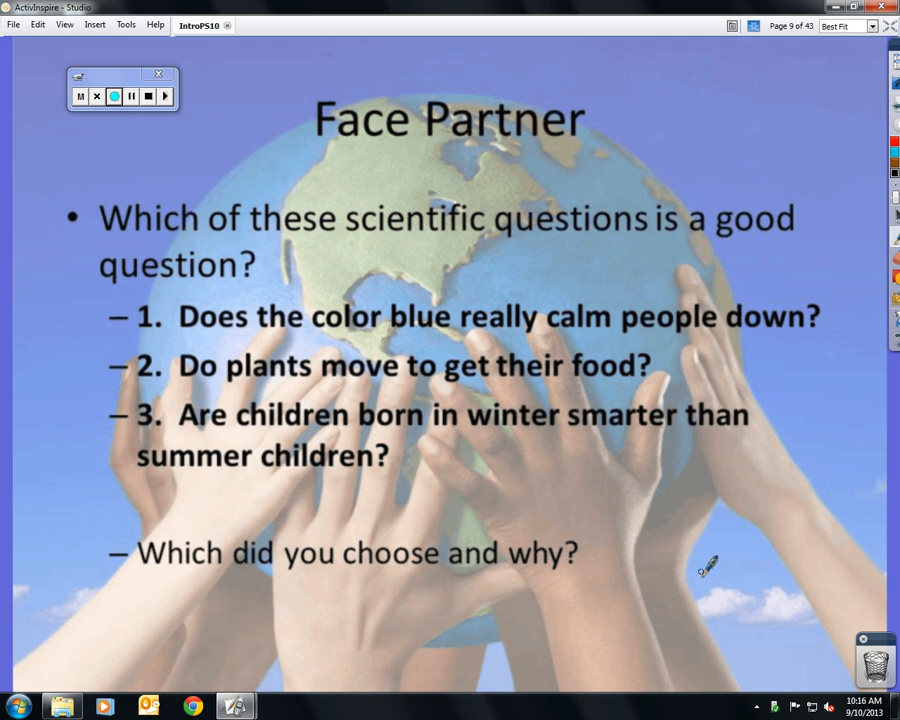 ActivInspire - Studio
File Edit View Insert Tools Help IntroPS10 Page 9 of 43 Best Fit
M
Face Partner
• Which of these scientific questions is a good
question?
– 1. Does the color blue really calm people down?
– 2. Do plants move to get their food?
– 3. Are children born in winter smarter than
summer children?
– Which did you choose and why?
10:16 AM
9/10/2013